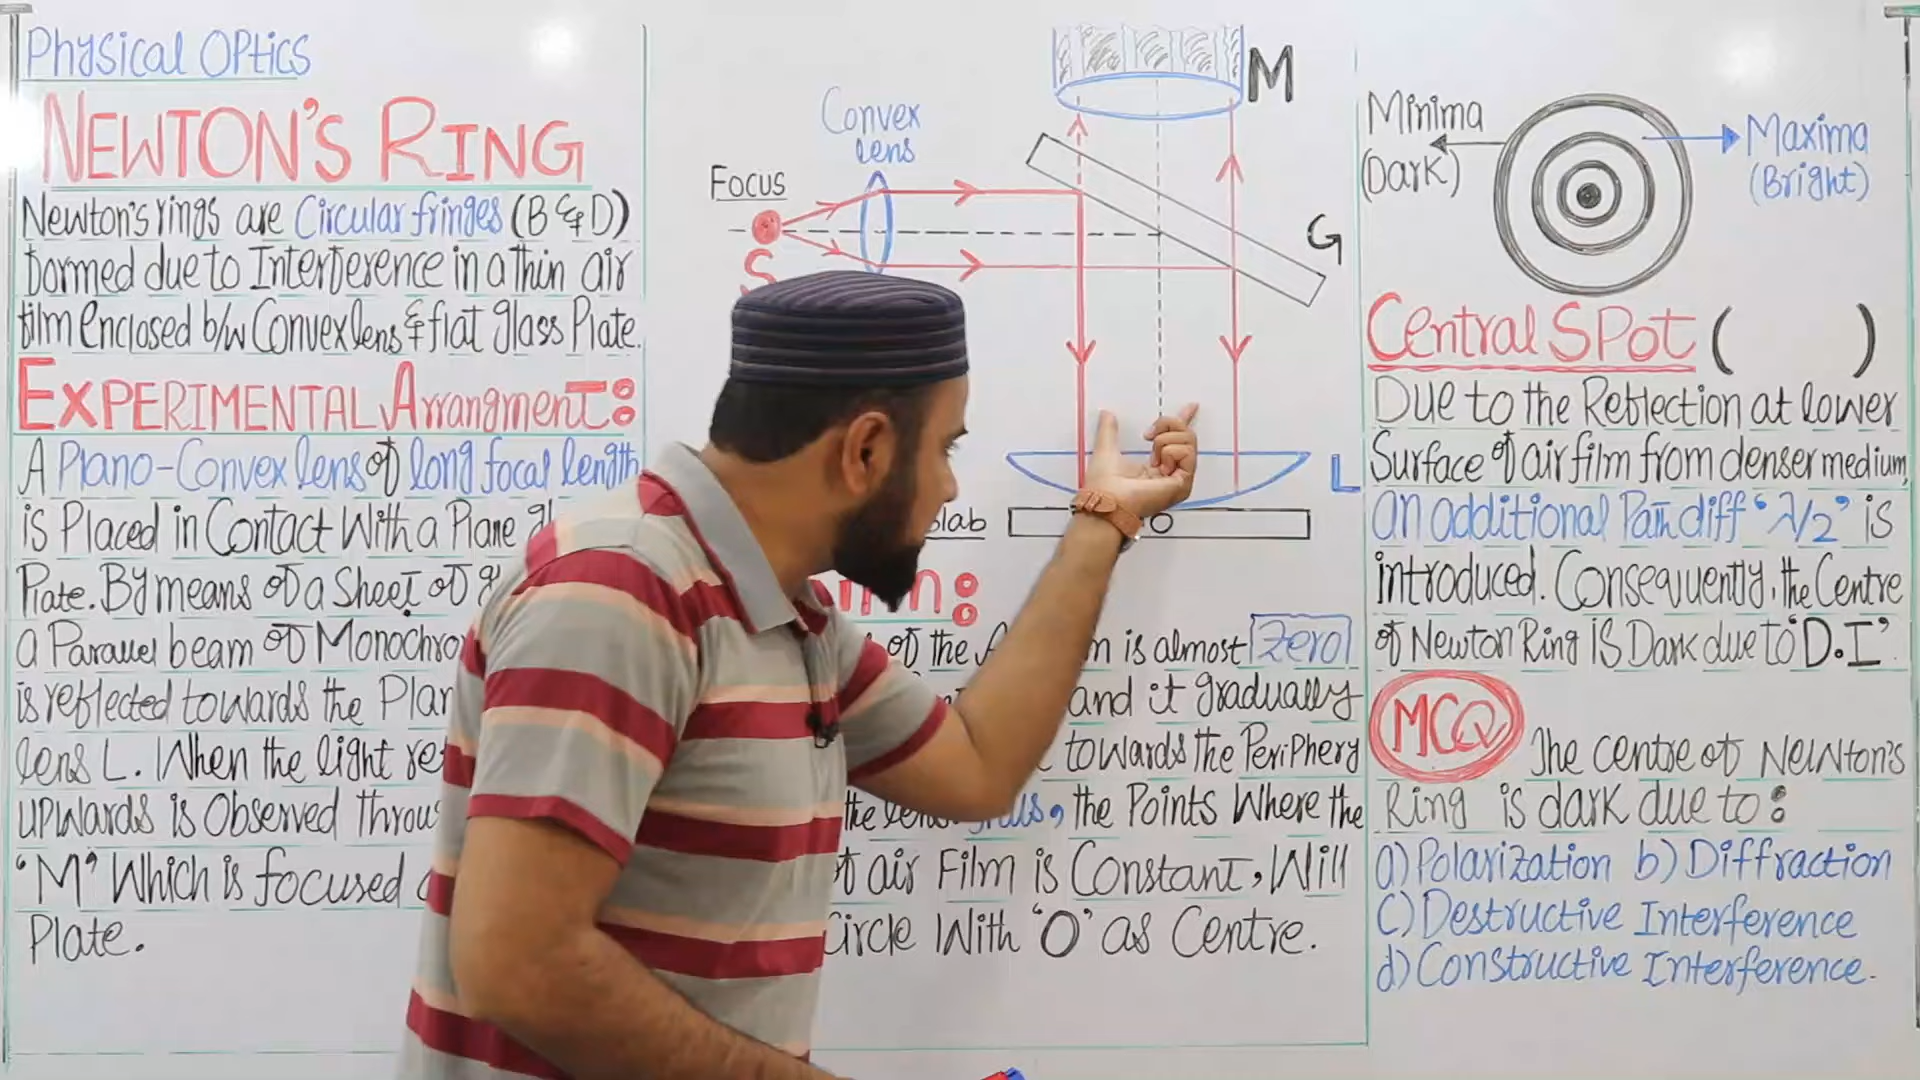 Physical Optics
NEWTON'S RING
Newton's rings are Circular fringes (B & D)
formed due to Interference in a thin air
film enclosed b/w Convex lens & flat glass Plate.
EXPERIMENTAL Arrangment:
A Plano-Convex lens of long focal length
is Placed in Contact With a Plane
Plate. By means of a Sheet of
a Parallel beam of
is reflected towards the
lens L. When the light
upwards is Observed
"M" Which is focused
Plate.
M
Convex
lens
Focus
S
G
L
slab
O
of the is almost Zero
and it gradually
towards the Periphery
the lens. the Points Where the
of air Film is Constant, Will
Circle With 'O' as Centre.
Minima
(Dark)
Maxima
(Bright)
Central SPot ( )
Due to the Reflection at lower
Surface of air film from denser medium,
an additional Path diff 'λ/2' is
introduced. Consequently, the Centre
of Newton Ring is Dark due to 'D.I'.
MCQ The centre of Newton's
Ring is dark due to:
a) Polarization b) Diffraction
c) Destructive Interference
d) Constructive Interference.